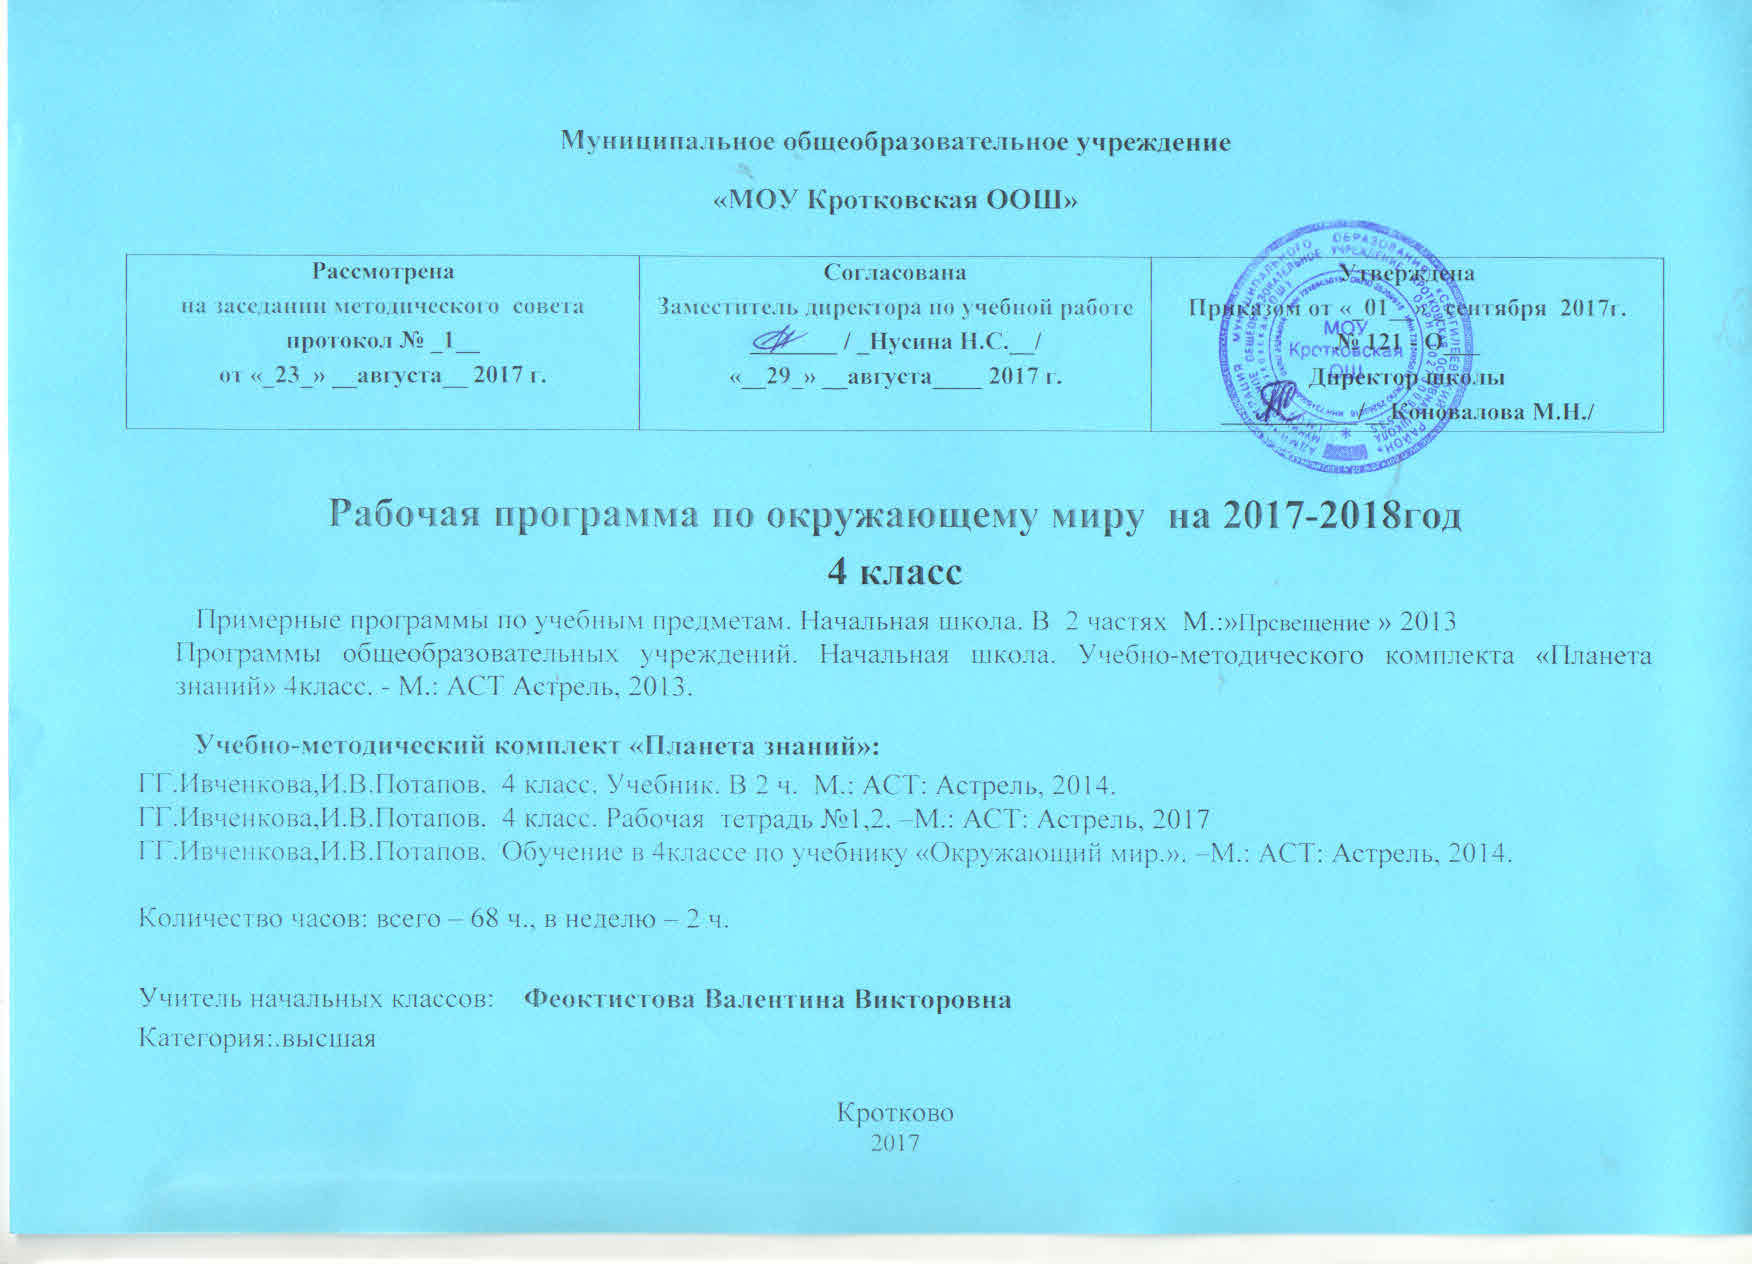 Муниципальное общеобразовательное учреждение
«МОУ Кротковская ООШ»
Рассмотрена
на заседании методического совета
протокол № _1__
от «_23_» __августа__ 2017 г.
Согласована
Заместитель директора по учебной работе
_______ / _Нусина Н.С.__/
«__29_» __августа____ 2017 г.
Утверждена
Приказом от «_01__» сентября 2017г.
№ 121 О___
Директор школы
/ Коновалова М.Н./
МОУ
Кротковская
ОШ
Рабочая программа по окружающему миру на 2017-2018год
4 класс
Примерные программы по учебным предметам. Начальная школа. В 2 частях М.:»Прсвещение » 2013
Программы общеобразовательных учреждений. Начальная школа. Учебно-методического комплекта «Планета
знаний» 4класс. - М.: АСТ Астрель, 2013.
Учебно-методический комплект «Планета знаний»:
ГГ.Ивченкова,И.В.Потапов. 4 класс. Учебник. В 2 ч. М.: АСТ: Астрель, 2014.
ГГ.Ивченкова,И.В.Потапов. 4 класс. Рабочая тетрадь №1,2. –М.: АСТ: Астрель, 2017
ГГ.Ивченкова,И.В.Потапов. Обучение в 4классе по учебнику «Окружающий мир.». –М.: АСТ: Астрель, 2014.
Количество часов: всего – 68 ч., в неделю – 2 ч.
Учитель начальных классов: Феоктистова Валентина Викторовна
Категория:.высшая
Кротково
2017